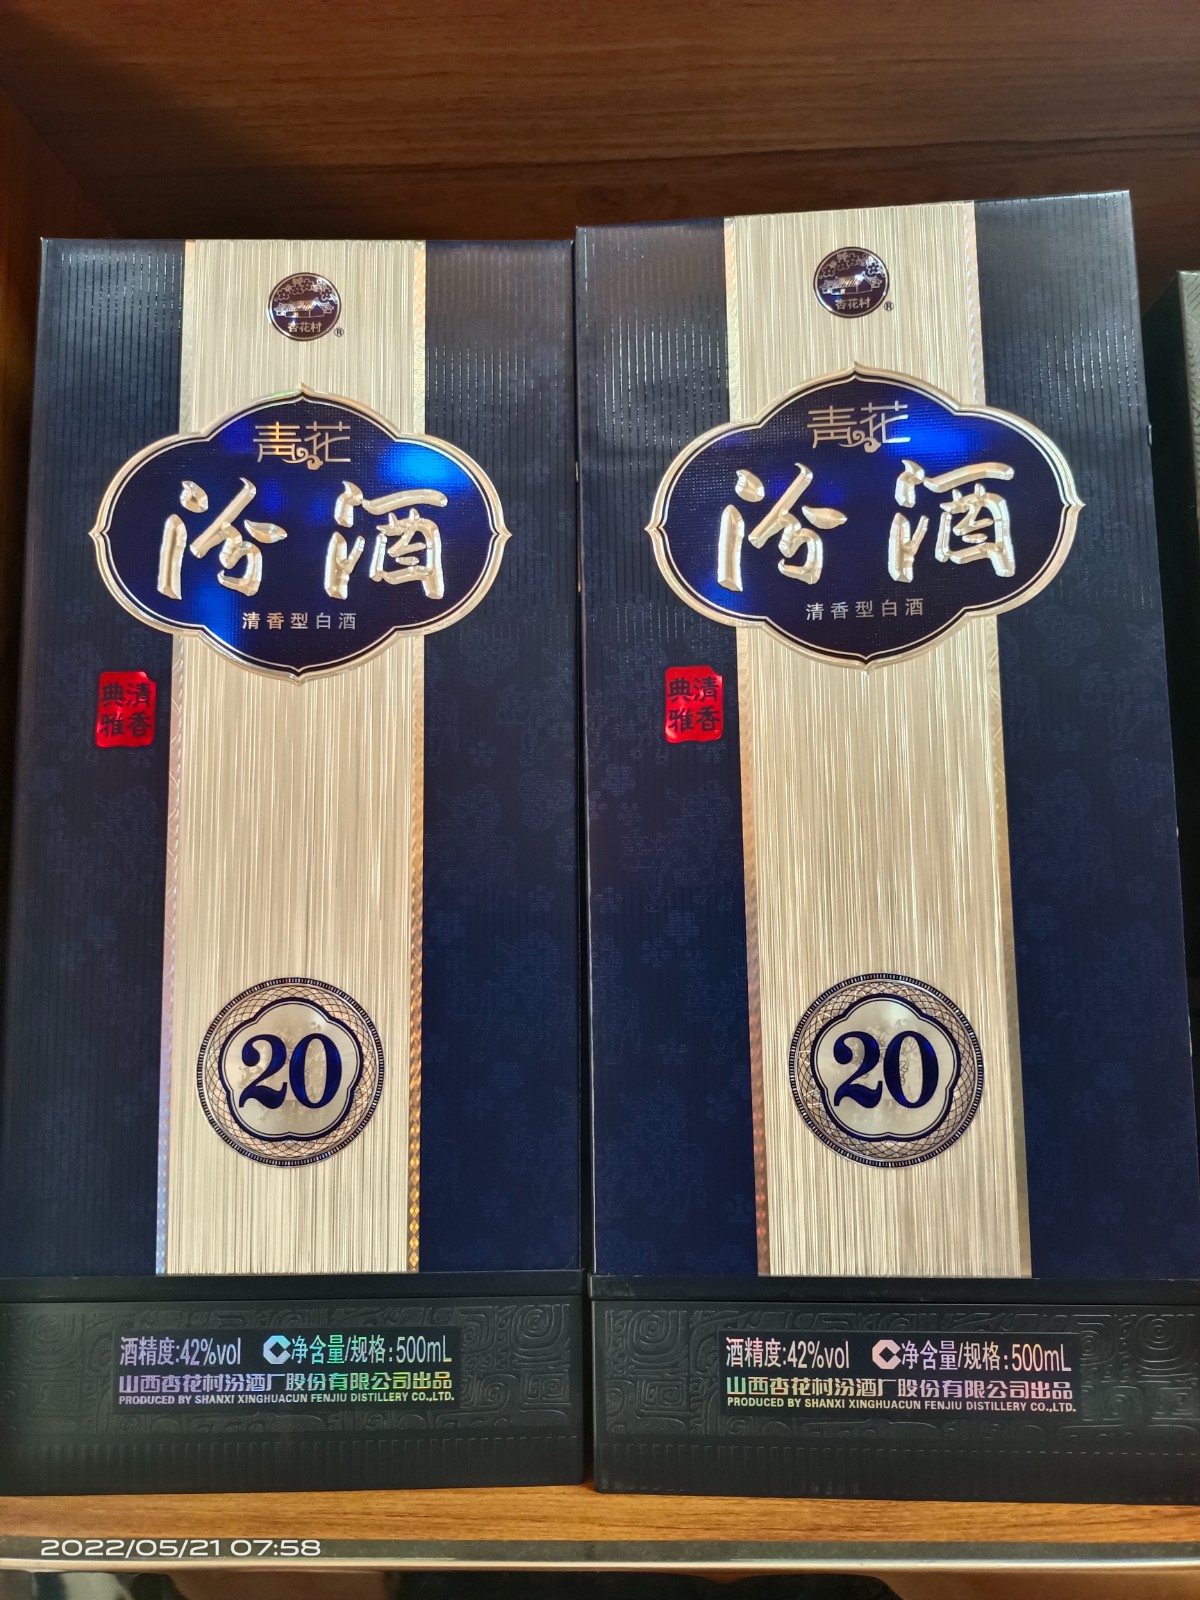 杏花村
®
青花
汾酒
清香型白酒
清香
典雅
20
酒精度:42%vol 净含量/规格:500mL
山西杏花村汾酒厂股份有限公司出品
PRODUCED BY SHANXI XINGHUACUN FENJIU DISTILLERY CO.,LTD.
杏花村
®
青花
汾酒
清香型白酒
清香
典雅
20
酒精度:42%vol 净含量/规格:500mL
山西杏花村汾酒厂股份有限公司出品
PRODUCED BY SHANXI XINGHUACUN FENJIU DISTILLERY CO.,LTD.
2022/05/21 07:58